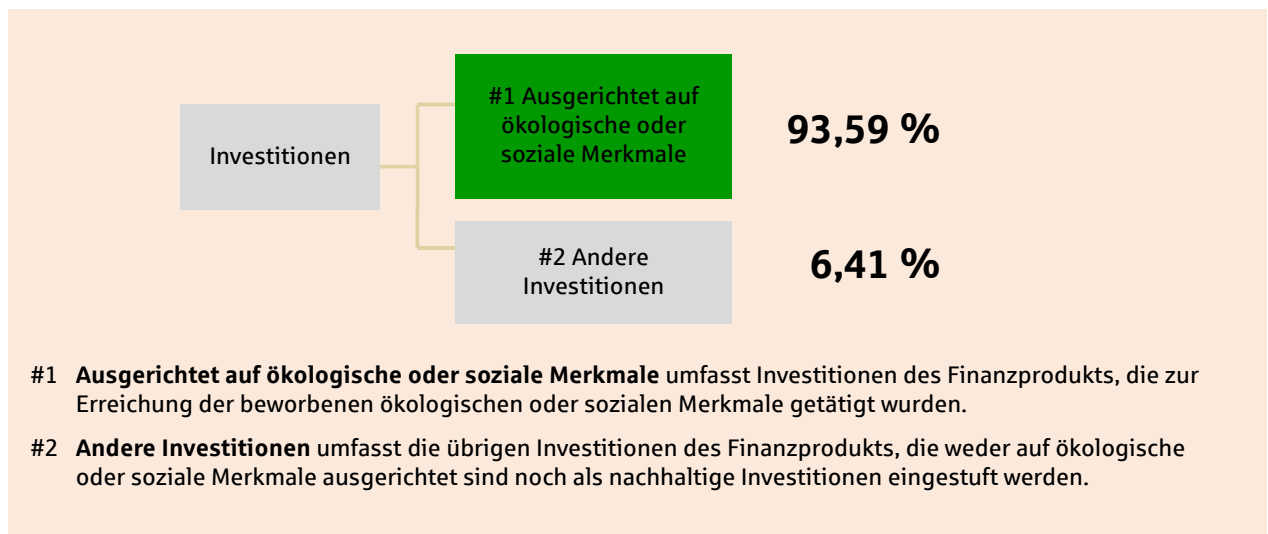 Investitionen
#1 Ausgerichtet auf
ökologische oder
soziale Merkmale
93,59 %
#2 Andere
Investitionen
6,41 %
#1 Ausgerichtet auf ökologische oder soziale Merkmale umfasst Investitionen des Finanzprodukts, die zur
Erreichung der beworbenen ökologischen oder sozialen Merkmale getätigt wurden.
#2 Andere Investitionen umfasst die übrigen Investitionen des Finanzprodukts, die weder auf ökologische
oder soziale Merkmale ausgerichtet sind noch als nachhaltige Investitionen eingestuft werden.